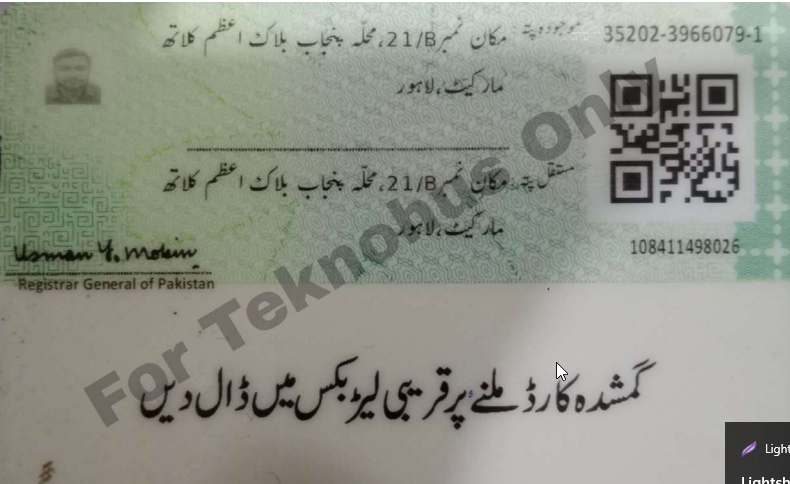 35202-3966079-1
موجودہ پتہ: مکان نمبر 21/B، محلہ پنجاب بلاک اعظم کلاتھ
مارکیٹ، لاہور
مستقل پتہ: مکان نمبر 21/B، محلہ پنجاب بلاک اعظم کلاتھ
مارکیٹ، لاہور
108411498026
Usman Y. Mobin
Registrar General of Pakistan
For Teknohus Only
گمشدہ کارڈ ملنے پر قریبی لیٹر بکس میں ڈال دیں
Light
Lightsh